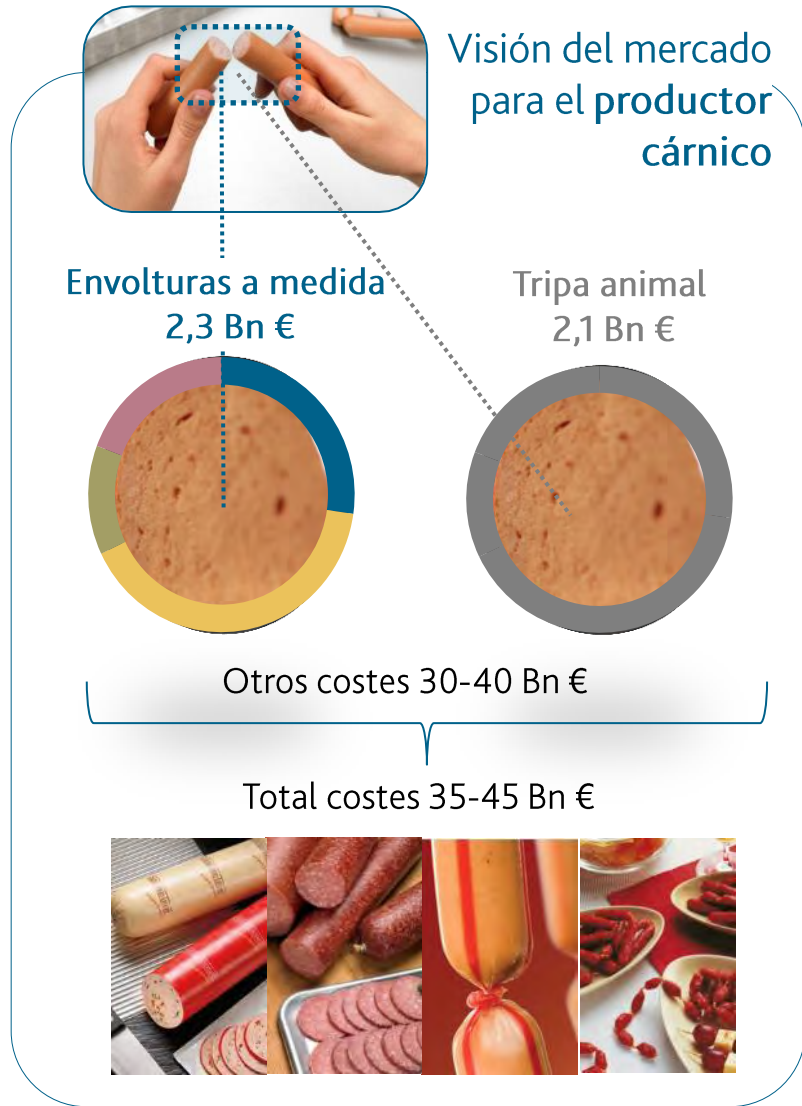 Visión del mercado
para el productor
cárnico
Envolturas a medida
2,3 Bn €
Tripa animal
2,1 Bn €
Otros costes 30-40 Bn €
Total costes 35-45 Bn €